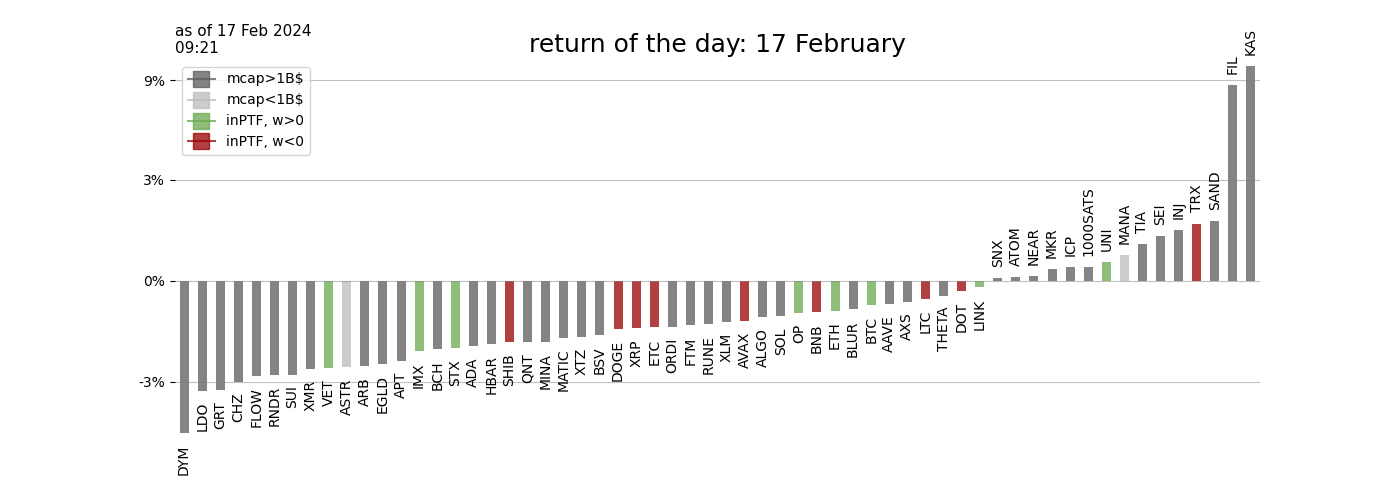 as of 17 Feb 2024
09:21
return of the day: 17 February
mcap>1B$
mcap<1B$
inPTF, w>0
inPTF, w<0
9%
3%
0%
-3%
DYM
LDO
GRT
CHZ
FLOW
RNDR
SUI
XMR
VET
ASTR
ARB
EGLD
APT
IMX
BCH
STX
ADA
HBAR
SHIB
QNT
MINA
MATIC
XTZ
BSV
DOGE
XRP
ETC
ORDI
FTM
RUNE
XLM
AVAX
ALGO
SOL
OP
BNB
ETH
BLUR
BTC
AAVE
AXS
LTC
THETA
DOT
LINK
SNX
ATOM
NEAR
MKR
ICP
1000SATS
UNI
MANA
TIA
SEI
INJ
TRX
SAND
FIL
KAS